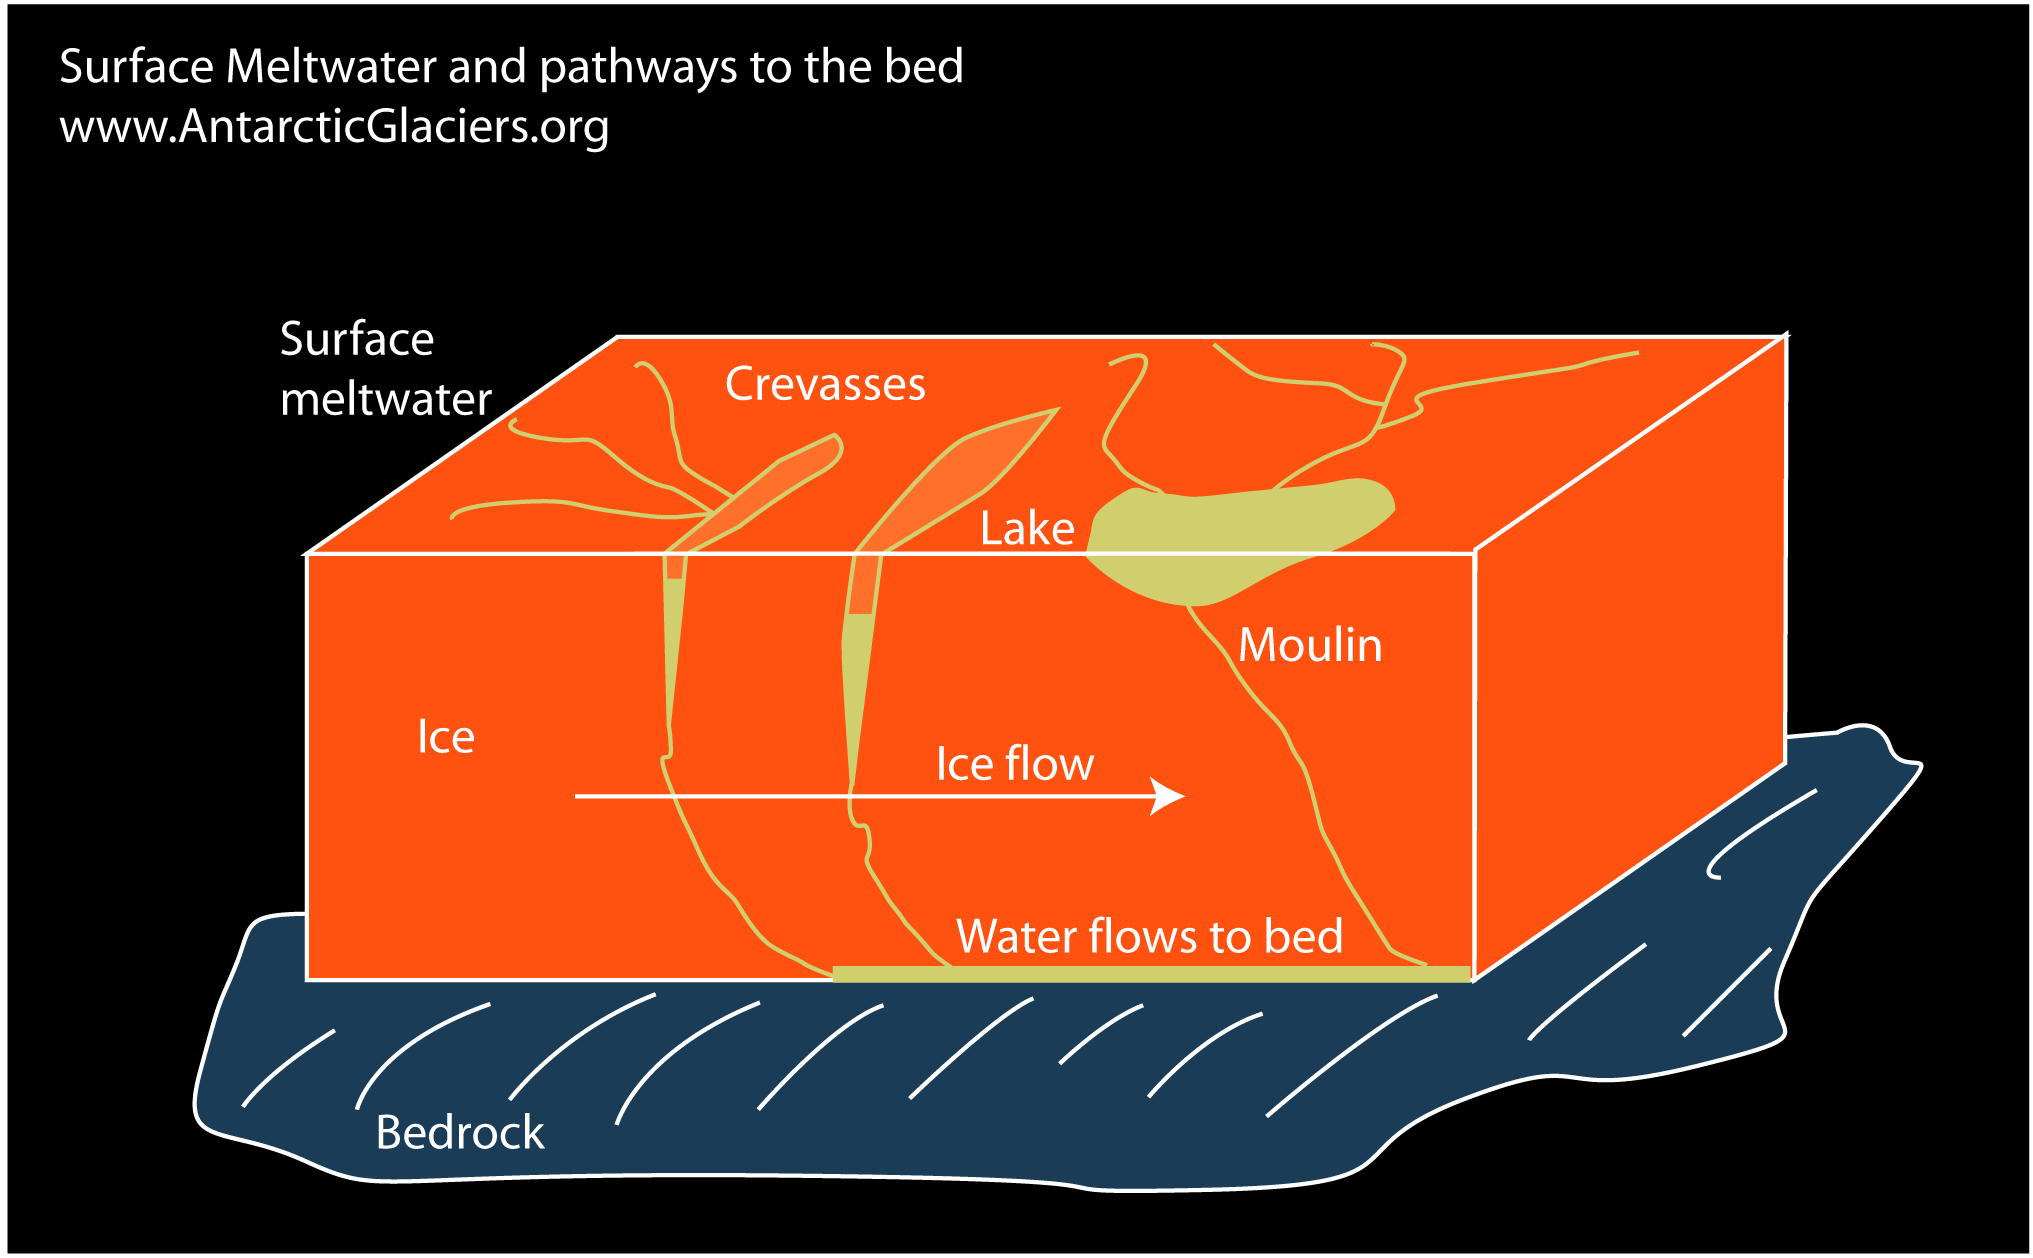 Surface Meltwater and pathways to the bed
www.AntarcticGlaciers.org
Surface
meltwater
Crevasses
Lake
Moulin
Ice
Ice flow
Water flows to bed
Bedrock